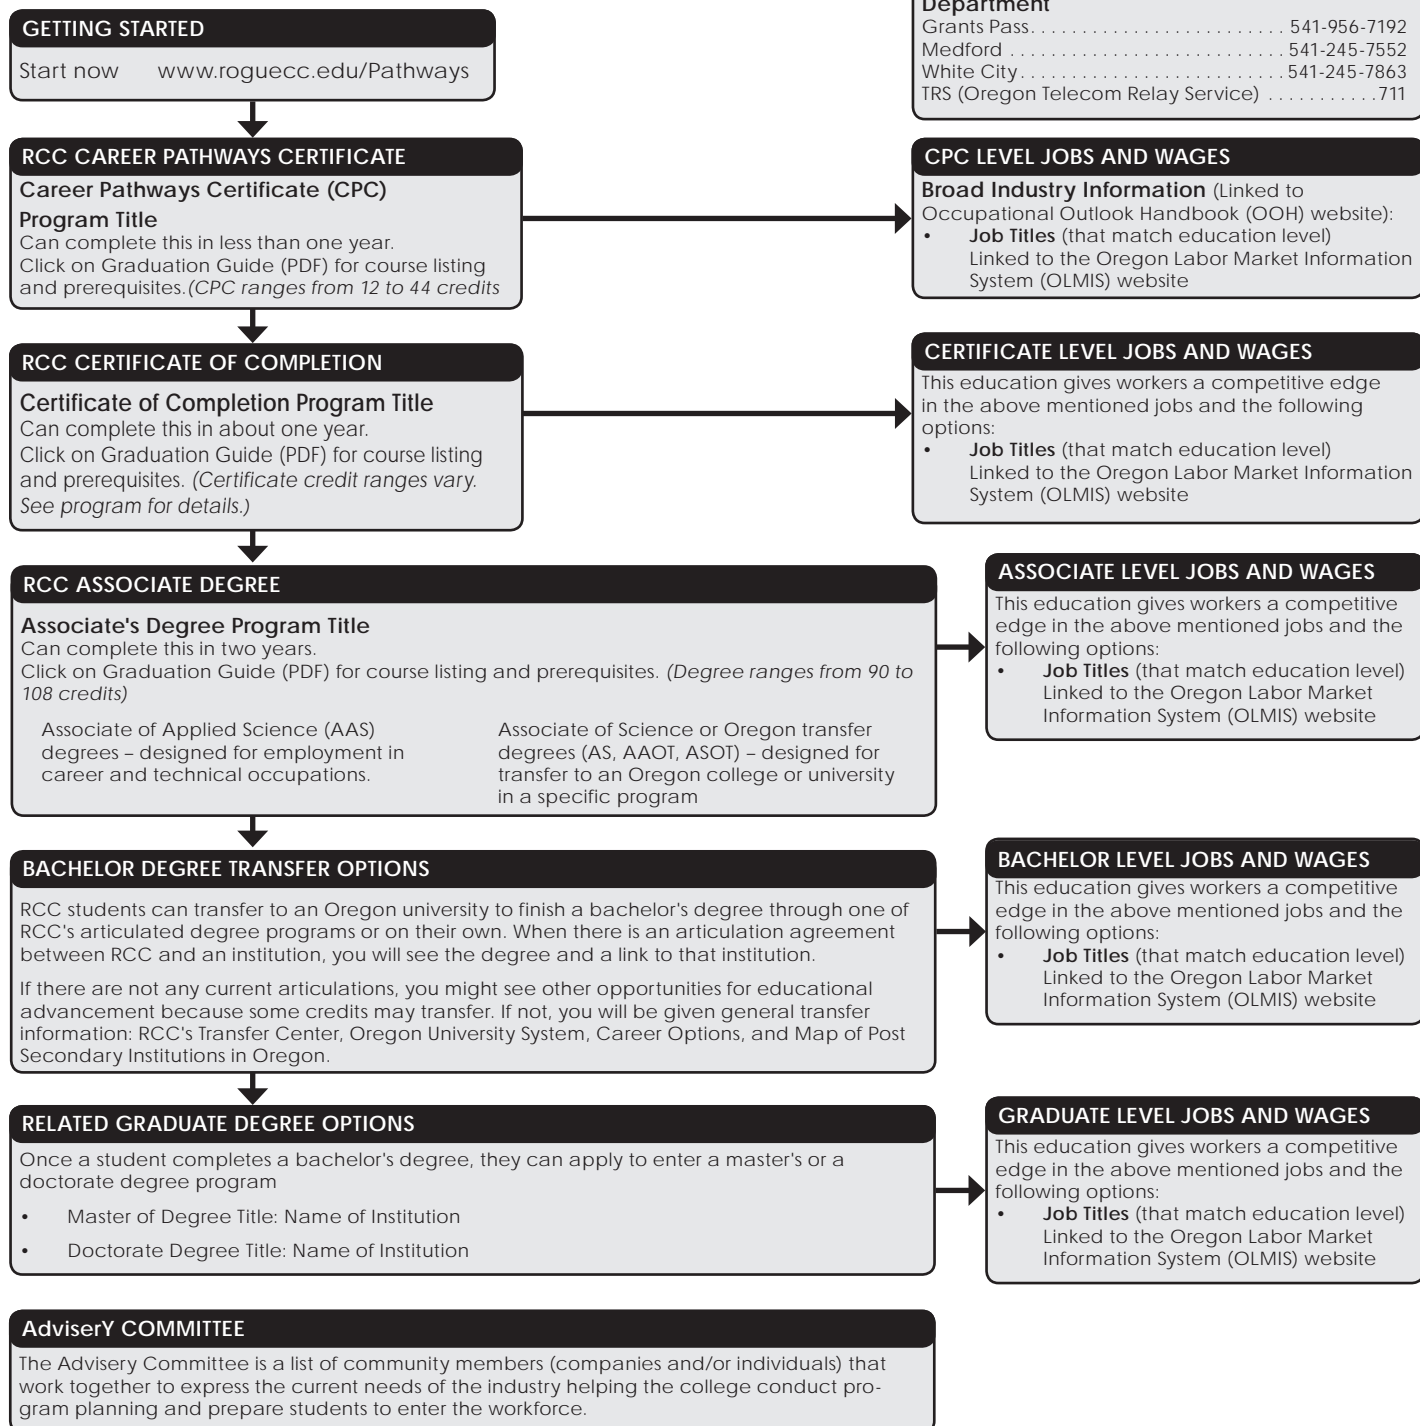 GETTING STARTED
Start now www.roguecc.edu/Pathways
Department
Grants Pass. . . . . . . . . . . . . . . . . . . . . . . . . 541-956-7192
Medford . . . . . . . . . . . . . . . . . . . . . . . . . . . 541-245-7552
White City. . . . . . . . . . . . . . . . . . . . . . . . . . 541-245-7863
TRS (Oregon Telecom Relay Service) . . . . . . . . . . .711
RCC CAREER PATHWAYS CERTIFICATE
Career Pathways Certificate (CPC)
Program Title
Can complete this in less than one year.
Click on Graduation Guide (PDF) for course listing
and prerequisites.(CPC ranges from 12 to 44 credits
CPC LEVEL JOBS AND WAGES
Broad Industry Information (Linked to
Occupational Outlook Handbook (OOH) website):
• Job Titles (that match education level)
Linked to the Oregon Labor Market Information
System (OLMIS) website
RCC CERTIFICATE OF COMPLETION
Certificate of Completion Program Title
Can complete this in about one year.
Click on Graduation Guide (PDF) for course listing
and prerequisites. (Certificate credit ranges vary.
See program for details.)
CERTIFICATE LEVEL JOBS AND WAGES
This education gives workers a competitive edge
in the above mentioned jobs and the following
options:
• Job Titles (that match education level)
Linked to the Oregon Labor Market Information
System (OLMIS) website
RCC ASSOCIATE DEGREE
Associate's Degree Program Title
Can complete this in two years.
Click on Graduation Guide (PDF) for course listing and prerequisites. (Degree ranges from 90 to
108 credits)
Associate of Applied Science (AAS)
degrees – designed for employment in
career and technical occupations.
Associate of Science or Oregon transfer
degrees (AS, AAOT, ASOT) – designed for
transfer to an Oregon college or university
in a specific program
ASSOCIATE LEVEL JOBS AND WAGES
This education gives workers a competitive
edge in the above mentioned jobs and the
following options:
• Job Titles (that match education level)
Linked to the Oregon Labor Market
Information System (OLMIS) website
BACHELOR DEGREE TRANSFER OPTIONS
RCC students can transfer to an Oregon university to finish a bachelor's degree through one of
RCC's articulated degree programs or on their own. When there is an articulation agreement
between RCC and an institution, you will see the degree and a link to that institution.
If there are not any current articulations, you might see other opportunities for educational
advancement because some credits may transfer. If not, you will be given general transfer
information: RCC's Transfer Center, Oregon University System, Career Options, and Map of Post
Secondary Institutions in Oregon.
BACHELOR LEVEL JOBS AND WAGES
This education gives workers a competitive
edge in the above mentioned jobs and the
following options:
• Job Titles (that match education level)
Linked to the Oregon Labor Market
Information System (OLMIS) website
RELATED GRADUATE DEGREE OPTIONS
Once a student completes a bachelor's degree, they can apply to enter a master's or a
doctorate degree program
• Master of Degree Title: Name of Institution
• Doctorate Degree Title: Name of Institution
GRADUATE LEVEL JOBS AND WAGES
This education gives workers a competitive
edge in the above mentioned jobs and the
following options:
• Job Titles (that match education level)
Linked to the Oregon Labor Market
Information System (OLMIS) website
AdviserY COMMITTEE
The Advisery Committee is a list of community members (companies and/or individuals) that
work together to express the current needs of the industry helping the college conduct pro-
gram planning and prepare students to enter the workforce.